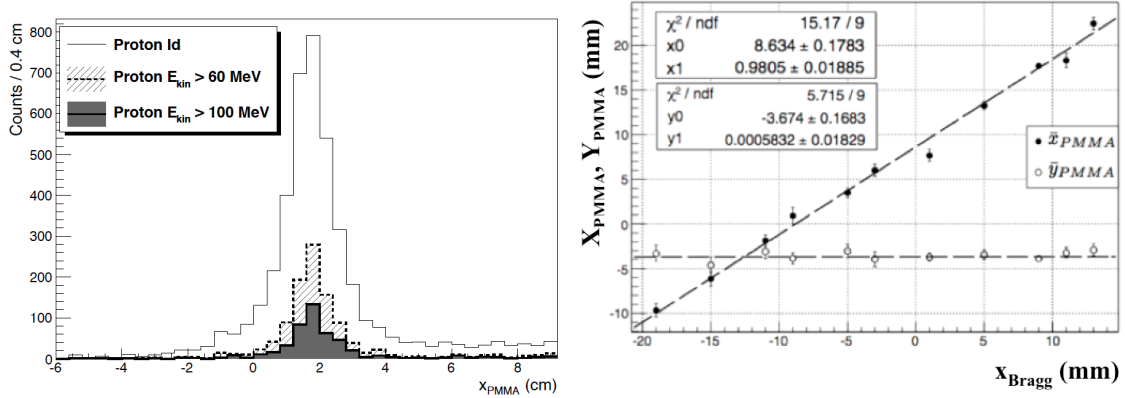 Counts / 0.4 cm
800
700
600
500
400
300
200
100
0
-6
-4
-2
0
2
4
6
8
x_PMMA (cm)
Proton Id
Proton E_kin > 60 MeV
Proton E_kin > 100 MeV
X_PMMA, Y_PMMA (mm)
20
15
10
5
0
-5
-10
-20
-15
-10
-5
0
5
10
x_Bragg (mm)
χ² / ndf 15.17 / 9
x0 8.634 ± 0.1783
x1 0.9805 ± 0.01885
χ² / ndf 5.715 / 9
y0 -3.674 ± 0.1683
y1 0.0005832 ± 0.01829
x̄_PMMA
ȳ_PMMA